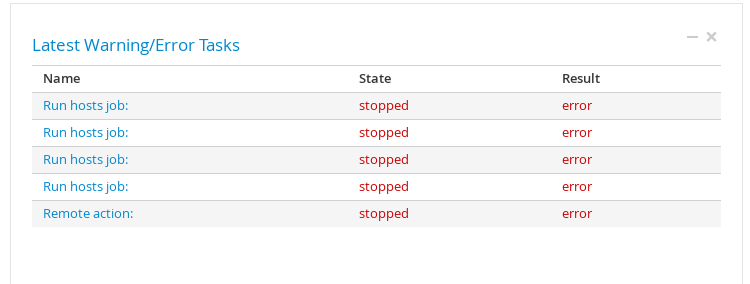 Latest Warning/Error Tasks
Name State Result
Run hosts job: stopped error
Run hosts job: stopped error
Run hosts job: stopped error
Run hosts job: stopped error
Remote action: stopped error